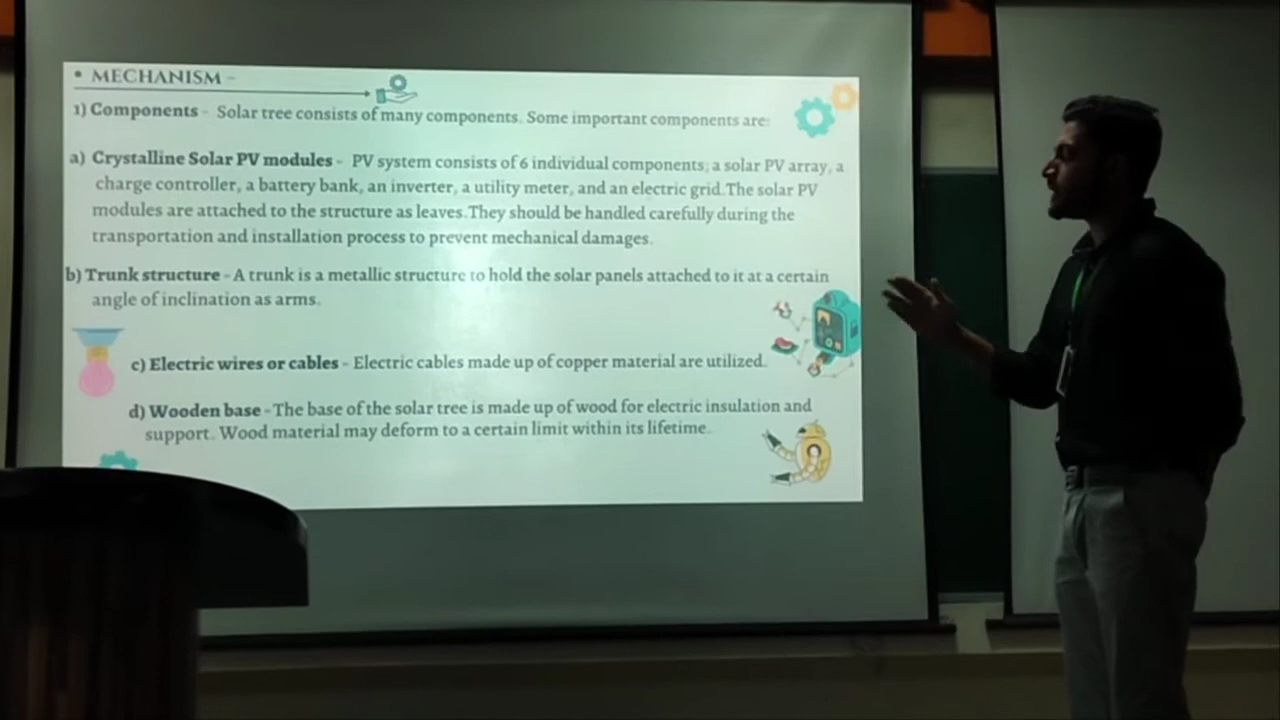 • MECHANISM -
1) Components - Solar tree consists of many components. Some important components are:
a) Crystalline Solar PV modules - PV system consists of 6 individual components; a solar PV array, a
charge controller, a battery bank, an inverter, a utility meter, and an electric grid.The solar PV
modules are attached to the structure as leaves.They should be handled carefully during the
transportation and installation process to prevent mechanical damages.
b) Trunk structure - A trunk is a metallic structure to hold the solar panels attached to it at a certain
angle of inclination as arms.
c) Electric wires or cables - Electric cables made up of copper material are utilized.
d) Wooden base - The base of the solar tree is made up of wood for electric insulation and
support. Wood material may deform to a certain limit within its lifetime.